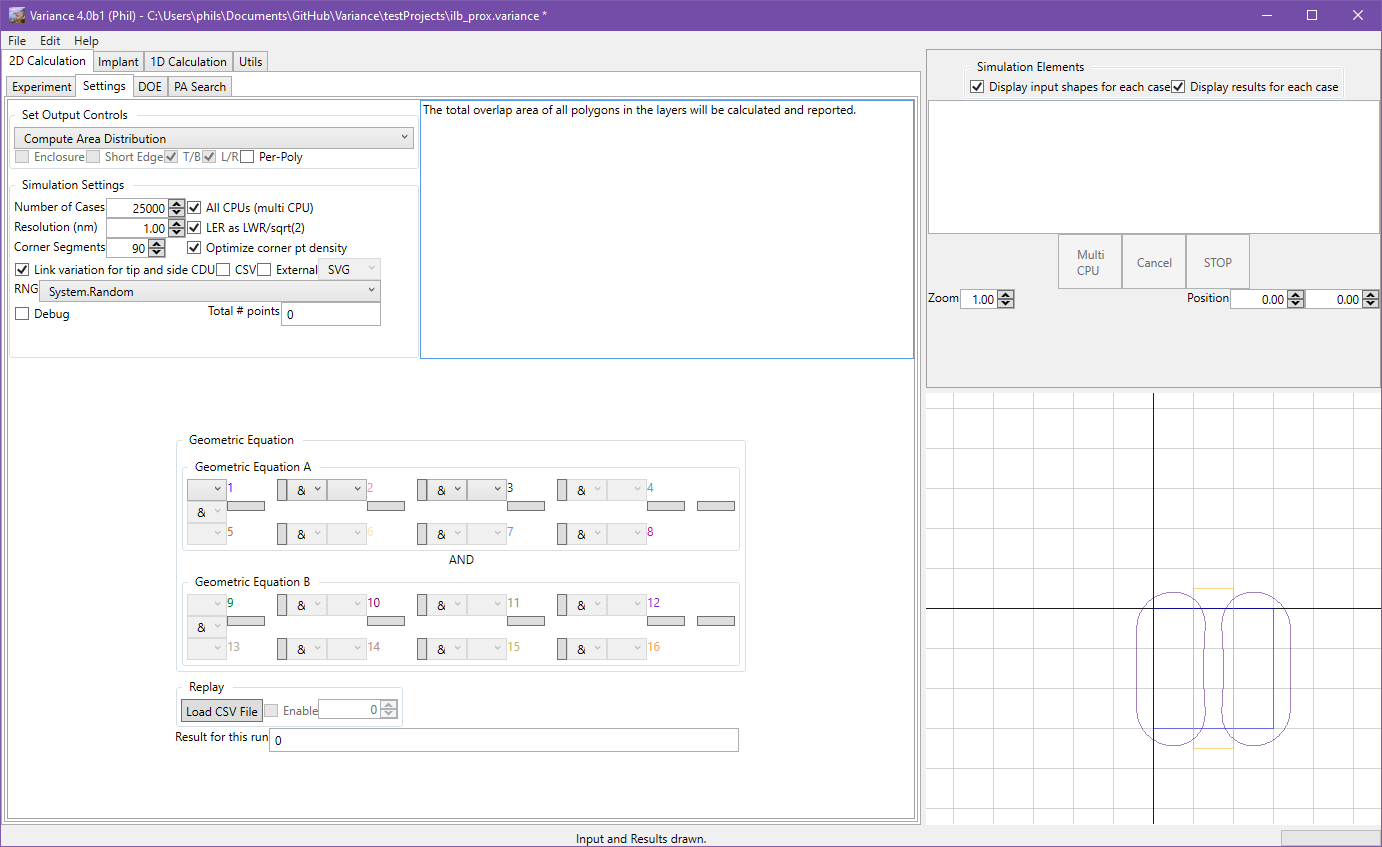 Variance 4.0b1 (Phil) - C:\Users\phils\Documents\GitHub\Variance\testProjects\ilb_prox.variance *
File Edit Help
2D Calculation Implant 1D Calculation Utils
Experiment Settings DOE PA Search
Set Output Controls
Compute Area Distribution
Enclosure Short Edge T/B L/R Per-Poly
The total overlap area of all polygons in the layers will be calculated and reported.
Simulation Settings
Number of Cases 25000 All CPUs (multi CPU)
Resolution (nm) 1.00 LER as LWR/sqrt(2)
Corner Segments 90 Optimize corner pt density
Link variation for tip and side CDU CSV External SVG
RNG System.Random
Debug Total # points 0
Geometric Equation
Geometric Equation A
1 & 2 & 3 & 4
&
5 & 6 & 7 & 8
AND
Geometric Equation B
9 & 10 & 11 & 12
&
13 & 14 & 15 & 16
Replay
Load CSV File Enable 0
Result for this run 0
Simulation Elements
Display input shapes for each case Display results for each case
Multi CPU Cancel STOP
Zoom 1.00 Position 0.00 0.00
Input and Results drawn.